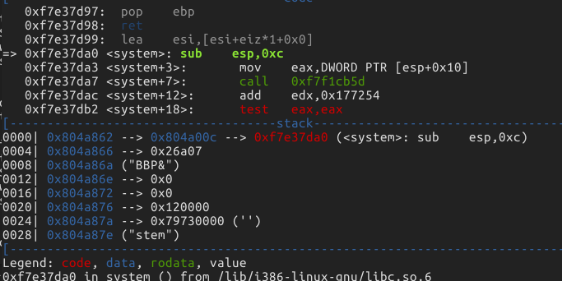 [------------------------------------code-------------------------------------]
0xf7e37d97: pop ebp
0xf7e37d98: ret
0xf7e37d99: lea esi,[esi+eiz*1+0x0]
=> 0xf7e37da0 <system>: sub esp,0xc
0xf7e37da3 <system+3>: mov eax,DWORD PTR [esp+0x10]
0xf7e37da7 <system+7>: call 0xf7f1cb5d
0xf7e37dac <system+12>: add edx,0x177254
0xf7e37db2 <system+18>: test eax,eax
[------------------------------------stack-------------------------------------
0000| 0x804a862 --> 0x804a00c --> 0xf7e37da0 (<system>: sub esp,0xc)
0004| 0x804a866 --> 0x26a07
0008| 0x804a86a ("BBP&")
0012| 0x804a86e --> 0x0
0016| 0x804a872 --> 0x0
0020| 0x804a876 --> 0x120000
0024| 0x804a87a --> 0x79730000 ('')
0028| 0x804a87e ("stem")
[------------------------------------------------------------------------------
Legend: code, data, rodata, value
0xf7e37da0 in system () from /lib/i386-linux-gnu/libc.so.6